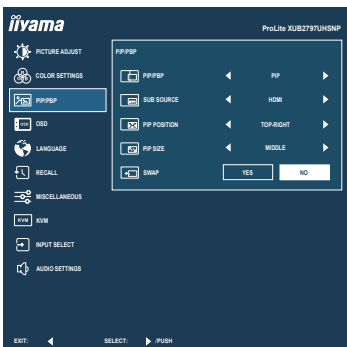 iiyama
ProLite XUB2797UHSNP
PICTURE ADJUST
COLOR SETTINGS
PIP/PBP
OSD
OSD
LANGUAGE
RECALL
MISCELLANEOUS
KVM KVM
INPUT SELECT
AUDIO SETTINGS
PIP/PBP
PIP/PBP PIP
SUB SOURCE HDMI
PIP POSITION TOP-RIGHT
PIP SIZE MIDDLE
SWAP YES NO
EXIT: SELECT: /PUSH